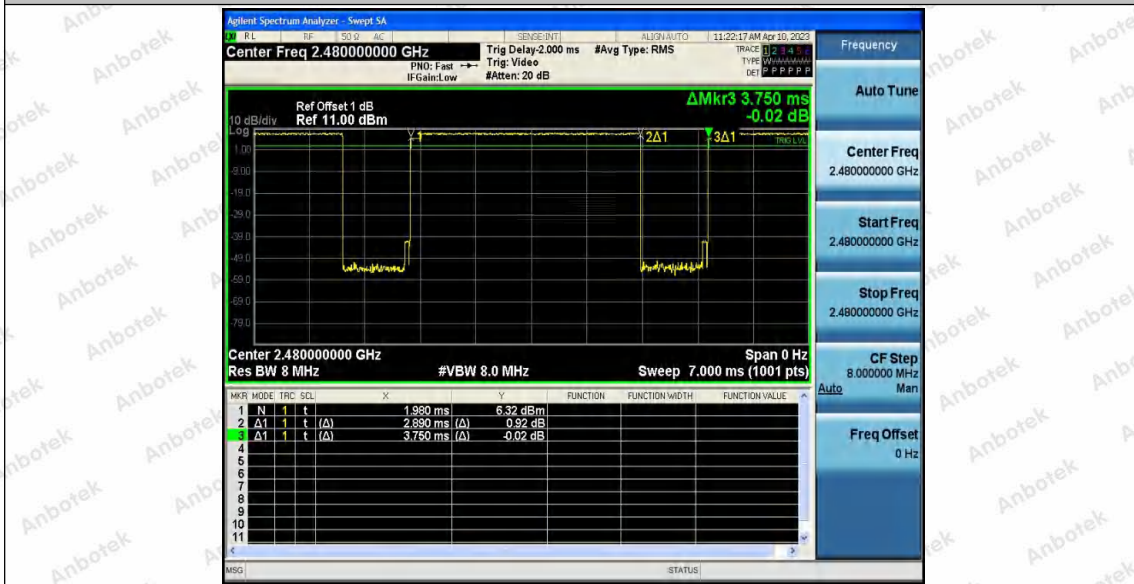 Agilent Spectrum Analyzer - Swept SA
LXI RL RF 50 Ω AC SENSE:INT ALIGN AUTO 11:22:17 AM Apr 10, 2023
Center Freq 2.480000000 GHz
PNO: Fast
IFGain:Low
Trig Delay-2.000 ms
Trig: Video
#Atten: 20 dB
#Avg Type: RMS
TRACE 1 2 3 4 5 6
TYPE W
DET P P P P P P
Frequency
Auto Tune
Center Freq
2.480000000 GHz
Start Freq
2.480000000 GHz
Stop Freq
2.480000000 GHz
CF Step
8.000000 MHz
Auto Man
Freq Offset
0 Hz
ΔMkr3 3.750 ms
-0.02 dB
Ref Offset 1 dB
10 dB/div Ref 11.00 dBm
Log
1 2Δ1 3Δ1
TRIG LVL
1.00
-9.00
-19.0
-29.0
-39.0
-49.0
-59.0
-69.0
-79.0
Center 2.480000000 GHz Span 0 Hz
Res BW 8 MHz #VBW 8.0 MHz Sweep 7.000 ms (1001 pts)
MKR MODE TRC SCL X Y FUNCTION FUNCTION WIDTH FUNCTION VALUE
1 N 1 t 1.980 ms 6.32 dBm
2 Δ1 1 t (Δ) 2.890 ms (Δ) 0.92 dB
3 Δ1 1 t (Δ) 3.750 ms (Δ) -0.02 dB
4
5
6
7
8
9
10
11
MSG STATUS
Anbotek